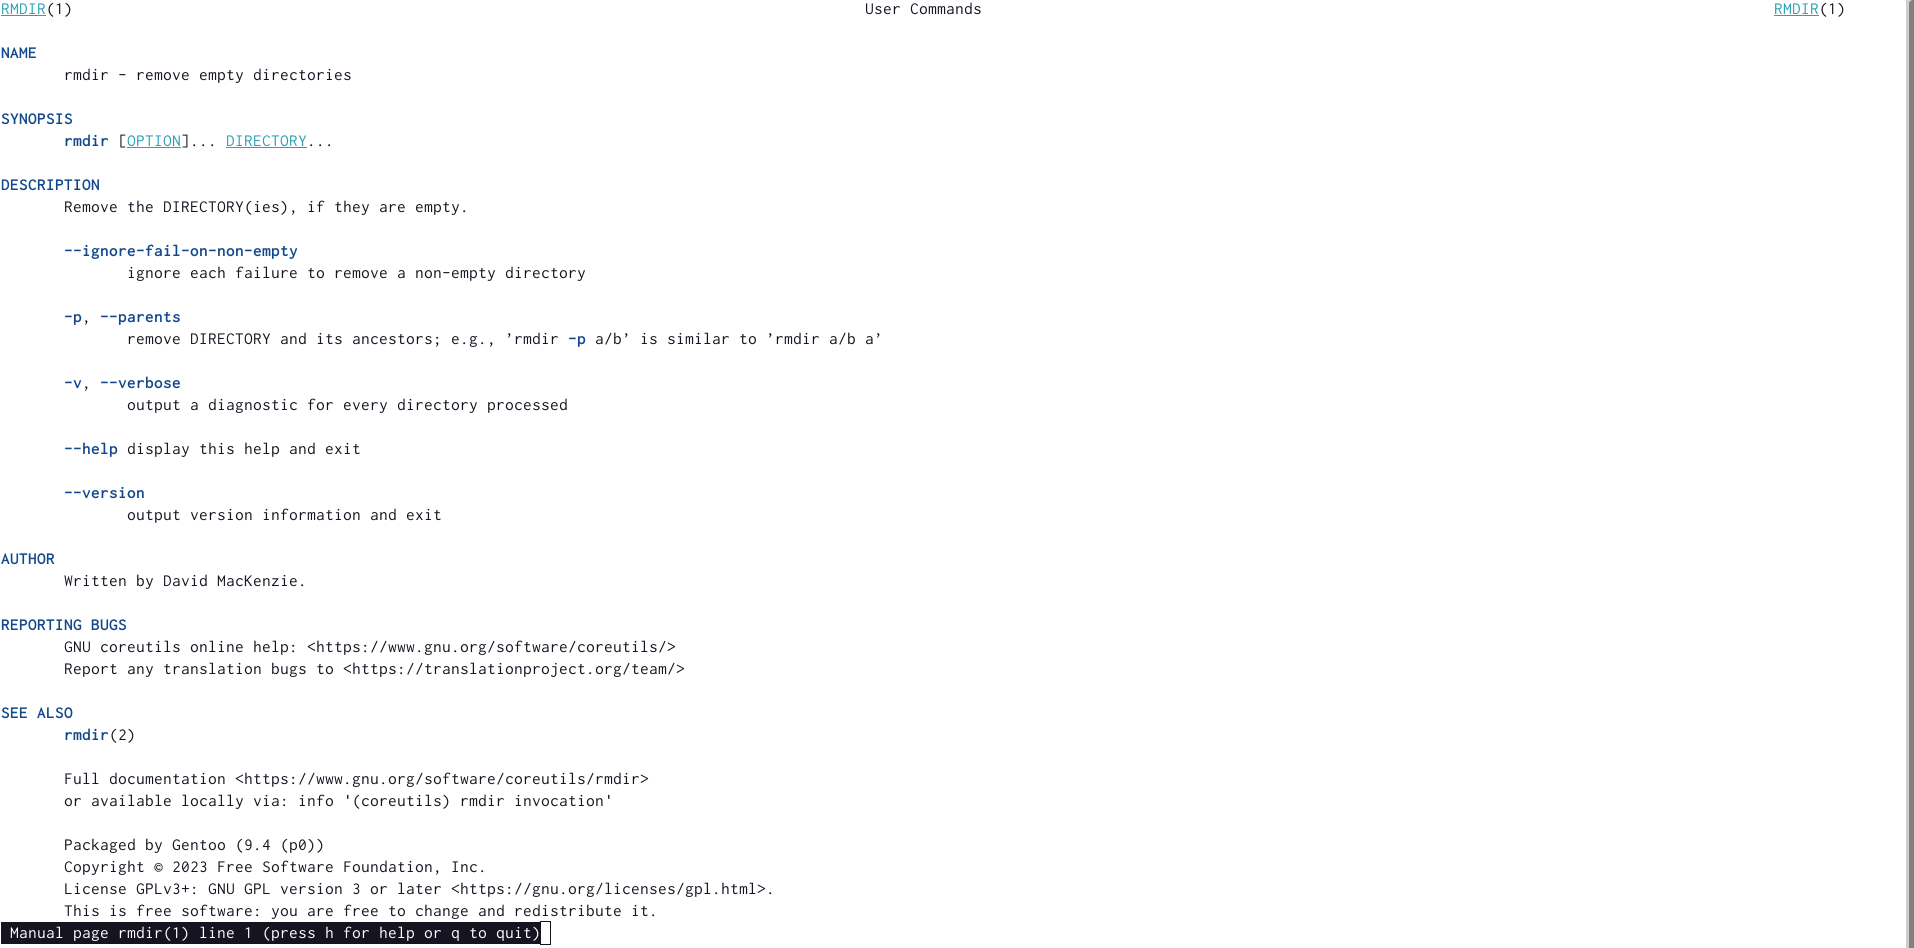 RMDIR(1) User Commands RMDIR(1)
NAME
rmdir - remove empty directories
SYNOPSIS
rmdir [OPTION]... DIRECTORY...
DESCRIPTION
Remove the DIRECTORY(ies), if they are empty.
--ignore-fail-on-non-empty
ignore each failure to remove a non-empty directory
-p, --parents
remove DIRECTORY and its ancestors; e.g., ’rmdir -p a/b’ is similar to ’rmdir a/b a’
-v, --verbose
output a diagnostic for every directory processed
--help display this help and exit
--version
output version information and exit
AUTHOR
Written by David MacKenzie.
REPORTING BUGS
GNU coreutils online help: <https://www.gnu.org/software/coreutils/>
Report any translation bugs to <https://translationproject.org/team/>
SEE ALSO
rmdir(2)
Full documentation <https://www.gnu.org/software/coreutils/rmdir>
or available locally via: info '(coreutils) rmdir invocation'
Packaged by Gentoo (9.4 (p0))
Copyright © 2023 Free Software Foundation, Inc.
License GPLv3+: GNU GPL version 3 or later <https://gnu.org/licenses/gpl.html>.
This is free software: you are free to change and redistribute it.
Manual page rmdir(1) line 1 (press h for help or q to quit)